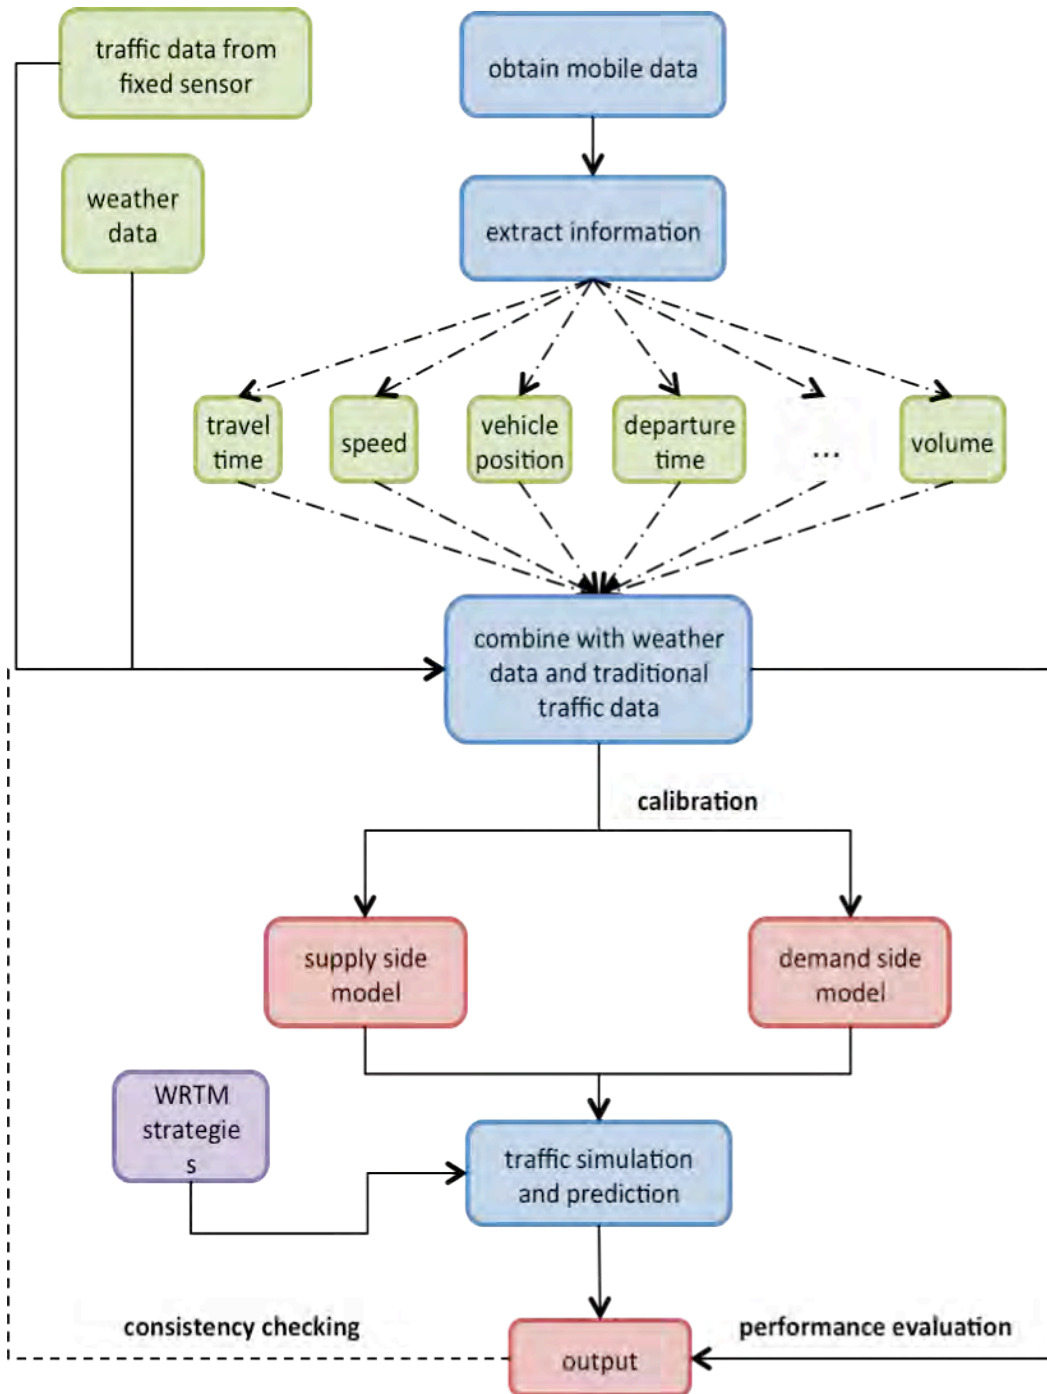 traffic data from
fixed sensor
obtain mobile data
weather
data
extract information
travel
time
speed
vehicle
position
departure
time
...
volume
combine with weather
data and traditional
traffic data
calibration
supply side
model
demand side
model
WRTM
strategie
s
traffic simulation
and prediction
consistency checking
performance evaluation
output